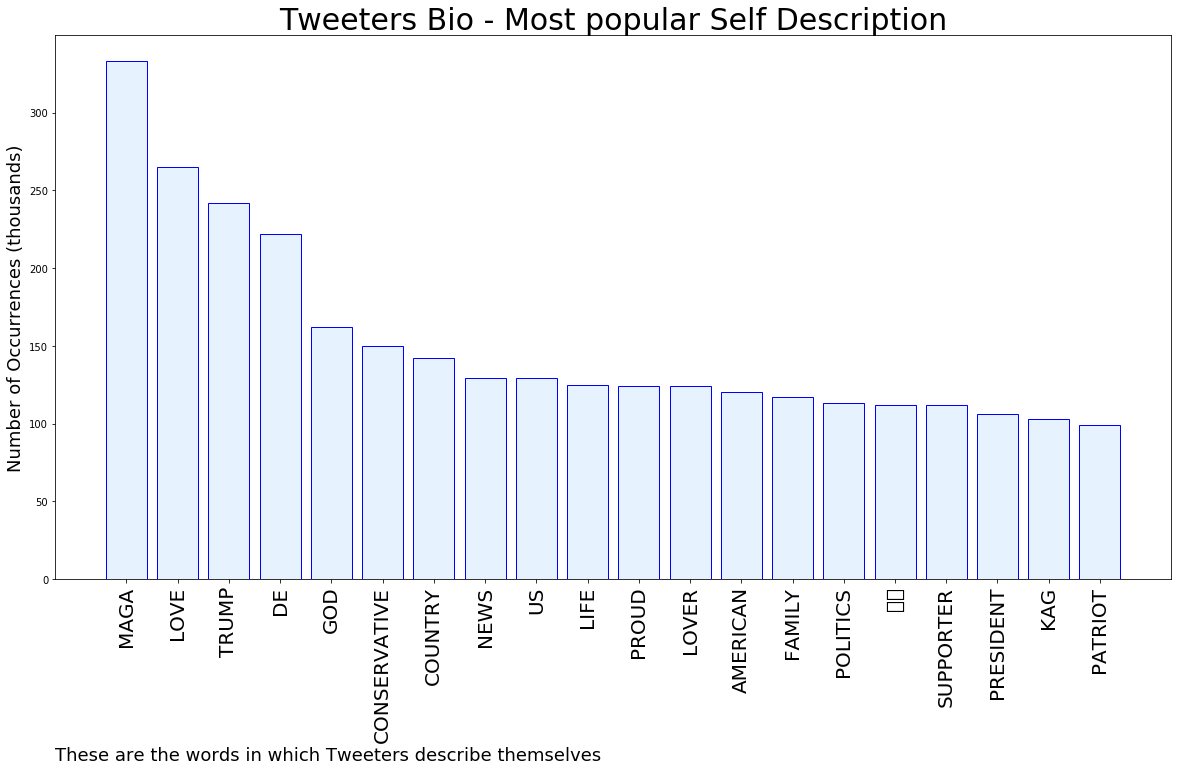 Tweeters Bio - Most popular Self Description
Number of Occurrences (thousands)
300
250
200
150
100
50
0
MAGA
LOVE
TRUMP
DE
GOD
CONSERVATIVE
COUNTRY
NEWS
US
LIFE
PROUD
LOVER
AMERICAN
FAMILY
POLITICS
SUPPORTER
PRESIDENT
KAG
PATRIOT
These are the words in which Tweeters describe themselves